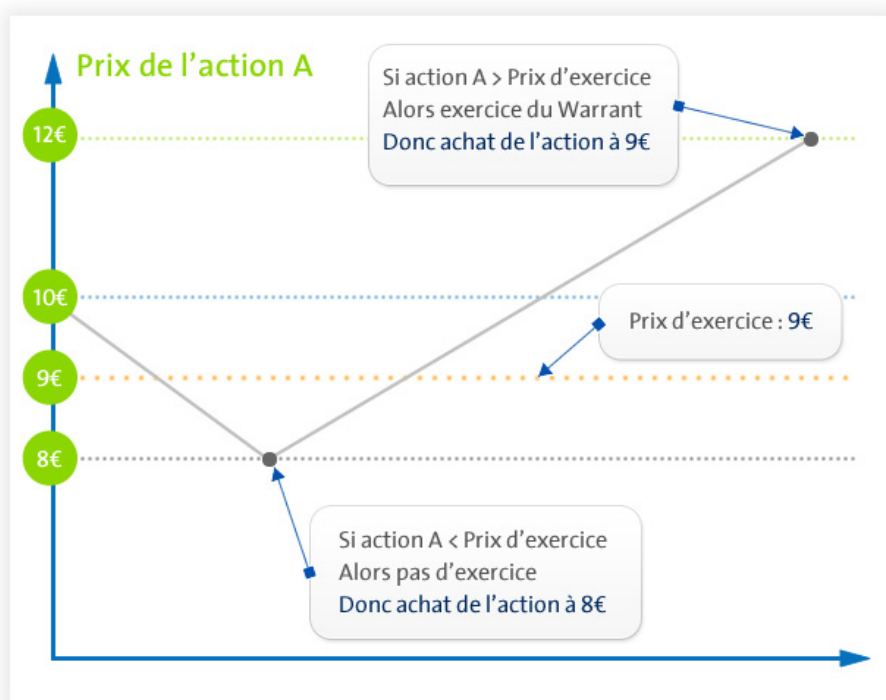 Prix de l’action A
Si action A > Prix d’exercice
Alors exercice du Warrant
Donc achat de l’action à 9€
12€
10€
Prix d’exercice : 9€
9€
8€
Si action A < Prix d’exercice
Alors pas d’exercice
Donc achat de l’action à 8€